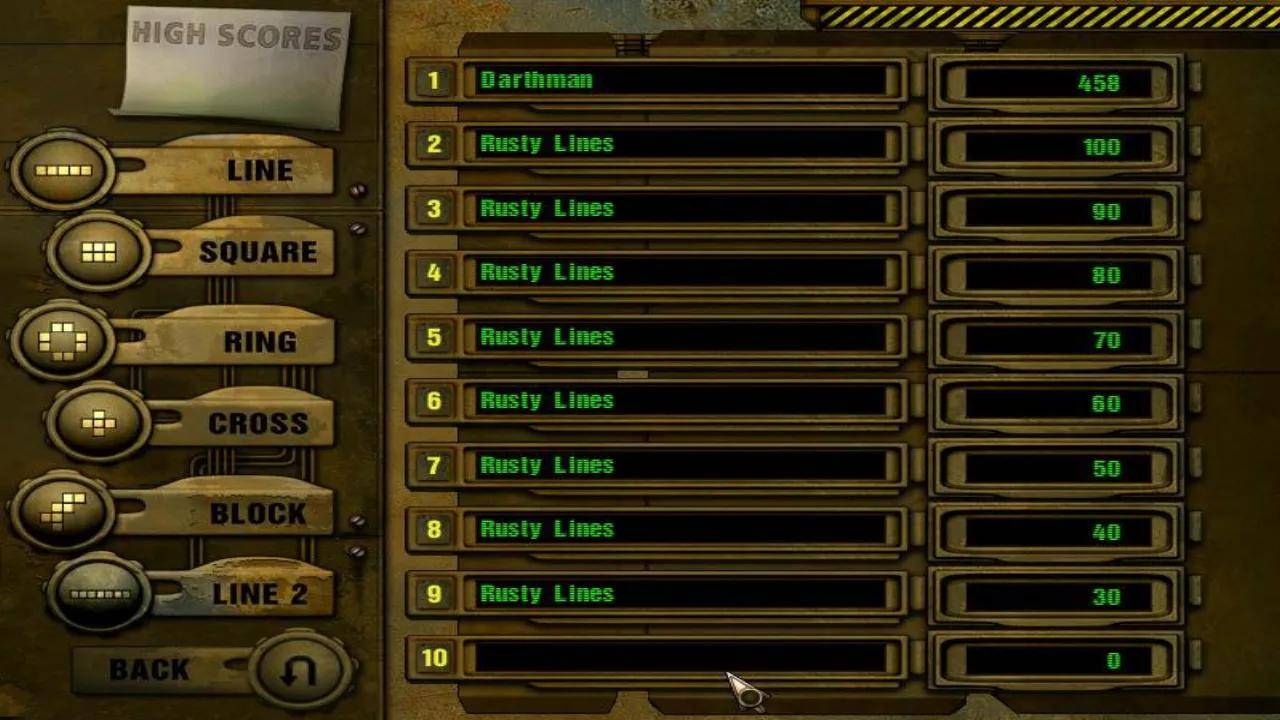 HIGH SCORES
LINE
SQUARE
RING
CROSS
BLOCK
LINE 2
BACK
1 Darthman 458
2 Rusty Lines 100
3 Rusty Lines 90
4 Rusty Lines 80
5 Rusty Lines 70
6 Rusty Lines 60
7 Rusty Lines 50
8 Rusty Lines 40
9 Rusty Lines 30
10 0